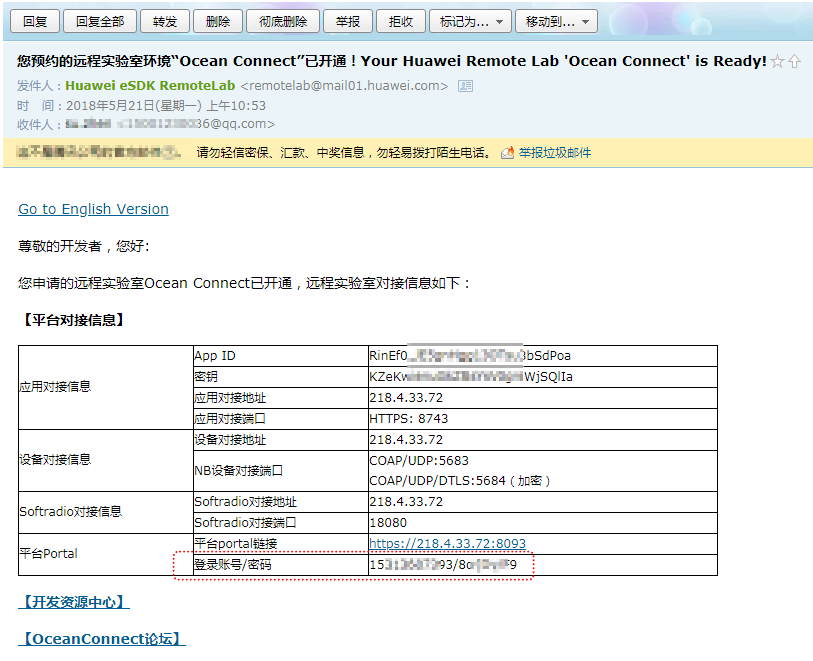 回复 回复全部 转发 删除 彻底删除 举报 拒收 标记为... 移动到...
您预约的远程实验室环境“Ocean Connect”已开通！Your Huawei Remote Lab 'Ocean Connect' is Ready!
发件人：Huawei eSDK RemoteLab <remotelab@mail01.huawei.com>
时 间：2018年5月21日(星期一) 上午10:53
收件人： 36@qq.com>
请勿轻信密保、汇款、中奖信息，勿轻易拨打陌生电话。 举报垃圾邮件
Go to English Version
尊敬的开发者，您好:
您申请的远程实验室Ocean Connect已开通，远程实验室对接信息如下：
【平台对接信息】
应用对接信息
App ID RinEf0 bSdPoa
密钥 KZeKw WjSQlIa
应用对接地址 218.4.33.72
应用对接端口 HTTPS: 8743
设备对接信息
设备对接地址 218.4.33.72
NB设备对接端口
COAP/UDP:5683
COAP/UDP/DTLS:5684（加密）
Softradio对接信息
Softradio对接地址 218.4.33.72
Softradio对接端口 18080
平台Portal
平台portal链接 https://218.4.33.72:8093
登录账号/密码 15 93/8 F9
【开发资源中心】
【OceanConnect论坛】